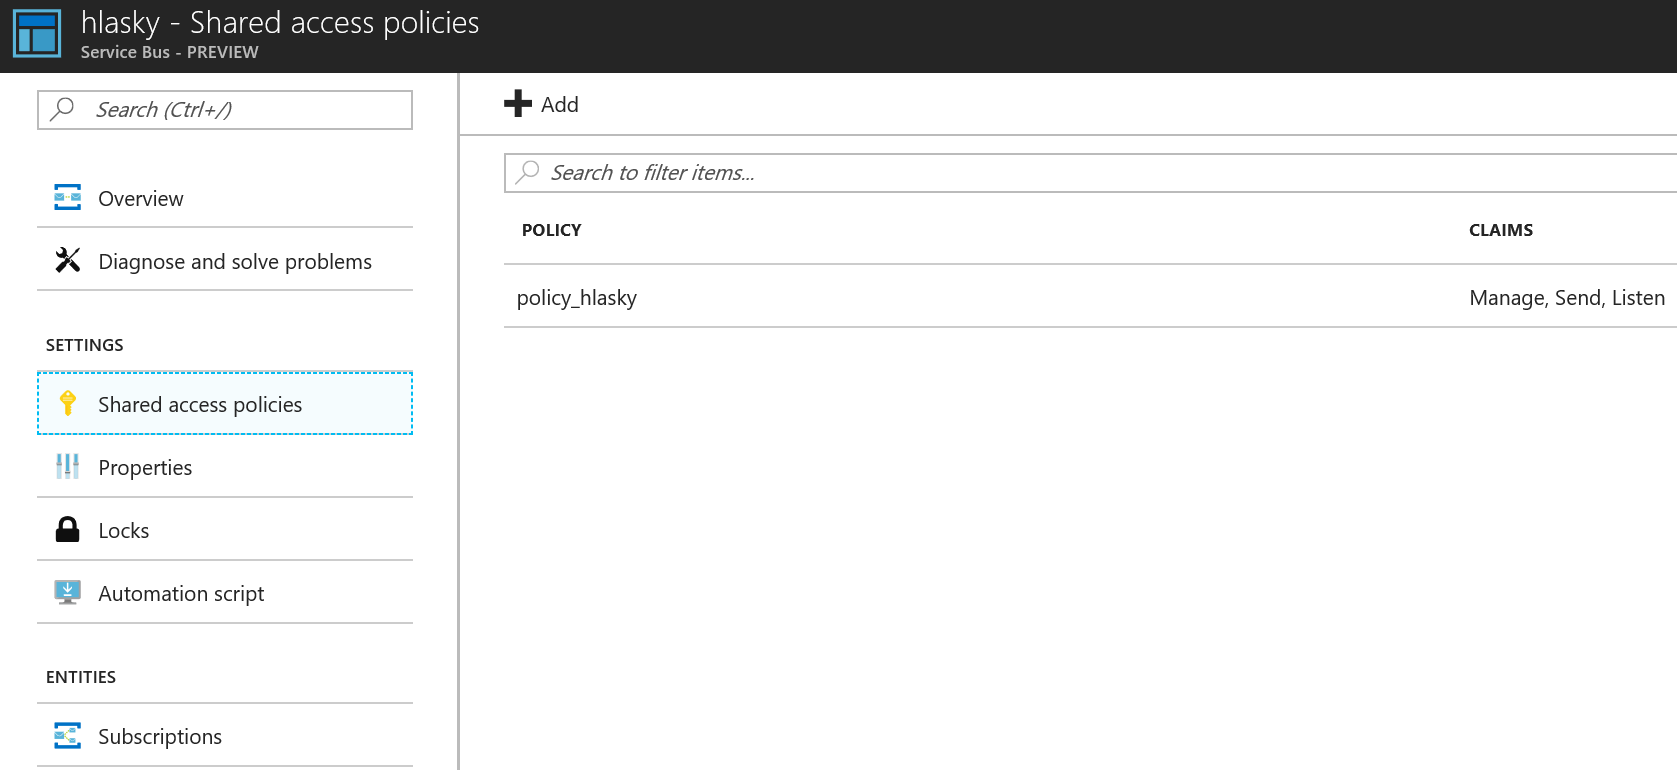 hlasky - Shared access policies
Service Bus - PREVIEW
Search (Ctrl+/)
Overview
Diagnose and solve problems
SETTINGS
Shared access policies
Properties
Locks
Automation script
ENTITIES
Subscriptions
Add
Search to filter items...
POLICY CLAIMS
policy_hlasky Manage, Send, Listen